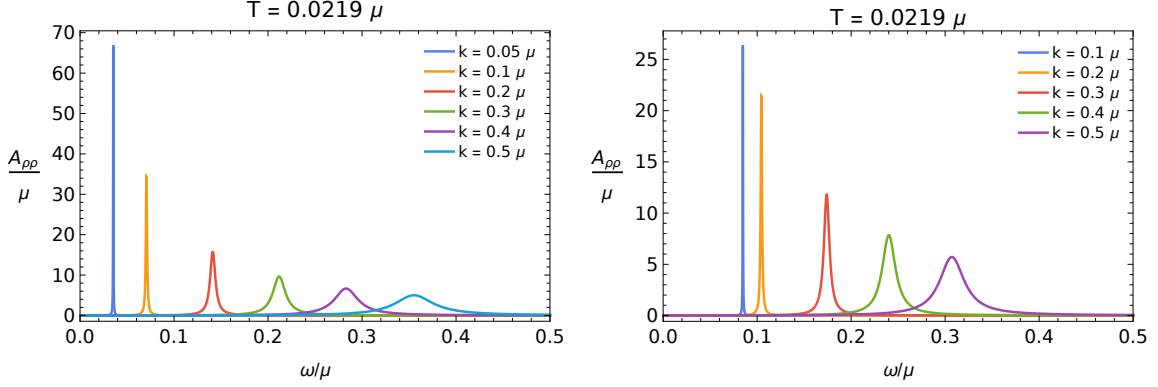 T = 0.0219 μ
70
60
50
40
30
20
10
0
A_ρρ
μ
k = 0.05 μ
k = 0.1 μ
k = 0.2 μ
k = 0.3 μ
k = 0.4 μ
k = 0.5 μ
0.0 0.1 0.2 0.3 0.4 0.5
ω/μ
T = 0.0219 μ
25
20
15
10
5
0
A_ρρ
μ
k = 0.1 μ
k = 0.2 μ
k = 0.3 μ
k = 0.4 μ
k = 0.5 μ
0.0 0.1 0.2 0.3 0.4 0.5
ω/μ